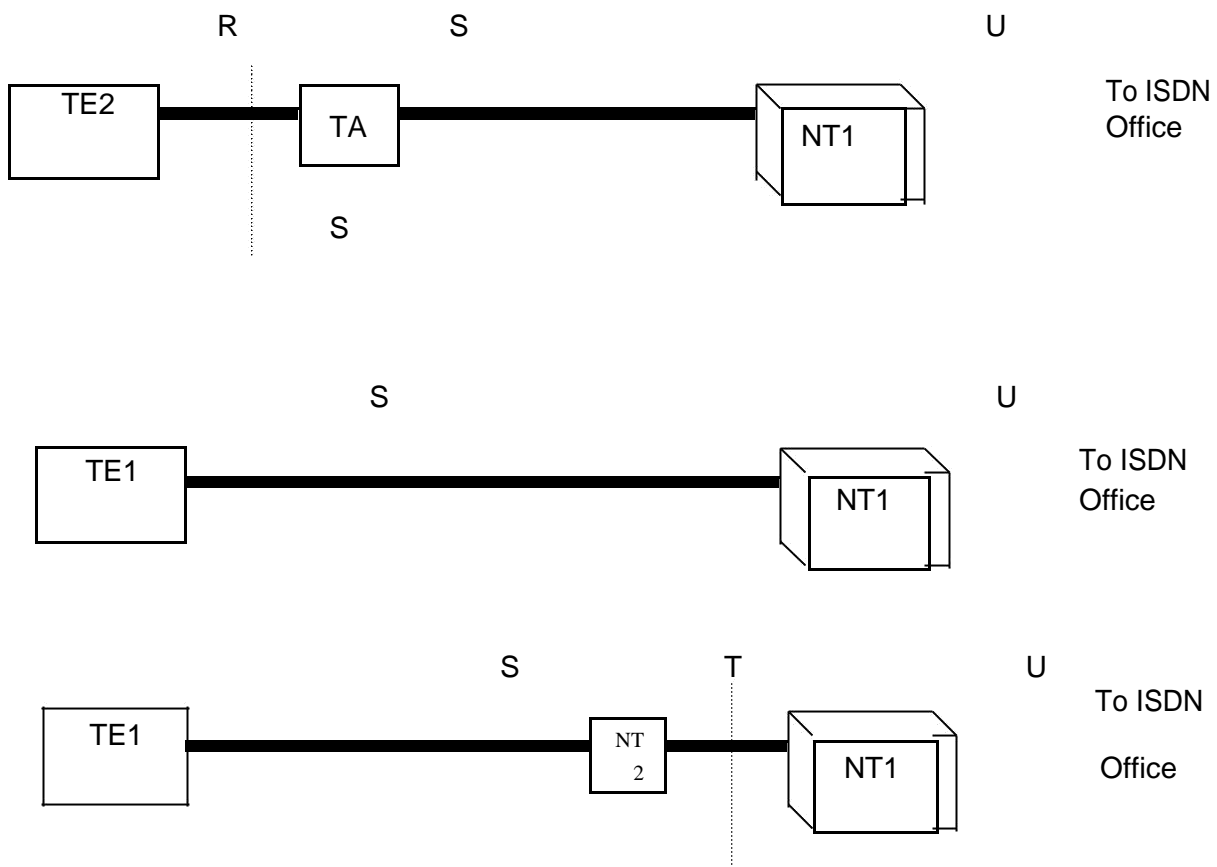 R S U
TE2 TA NT1 To ISDN
Office
S
S U
TE1 NT1 To ISDN
Office
S T U
To ISDN
TE1 NT NT1
2 Office